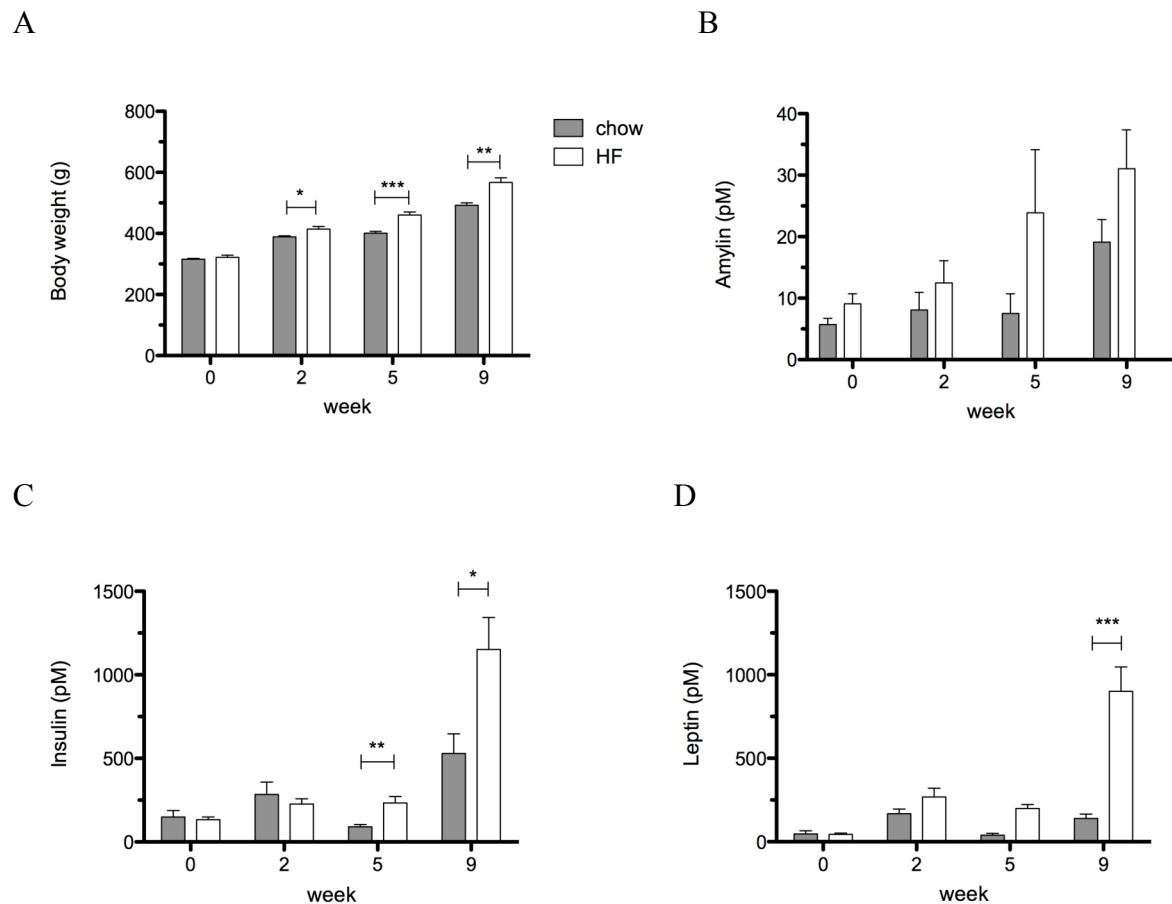 A
B
800
600
400
200
0
Body weight (g)
*
***
**
0 2 5 9
week
chow
HF
40
30
20
10
0
Amylin (pM)
0 2 5 9
week
C
D
1500
1000
500
0
Insulin (pM)
**
*
0 2 5 9
week
1500
1000
500
0
Leptin (pM)
***
0 2 5 9
week